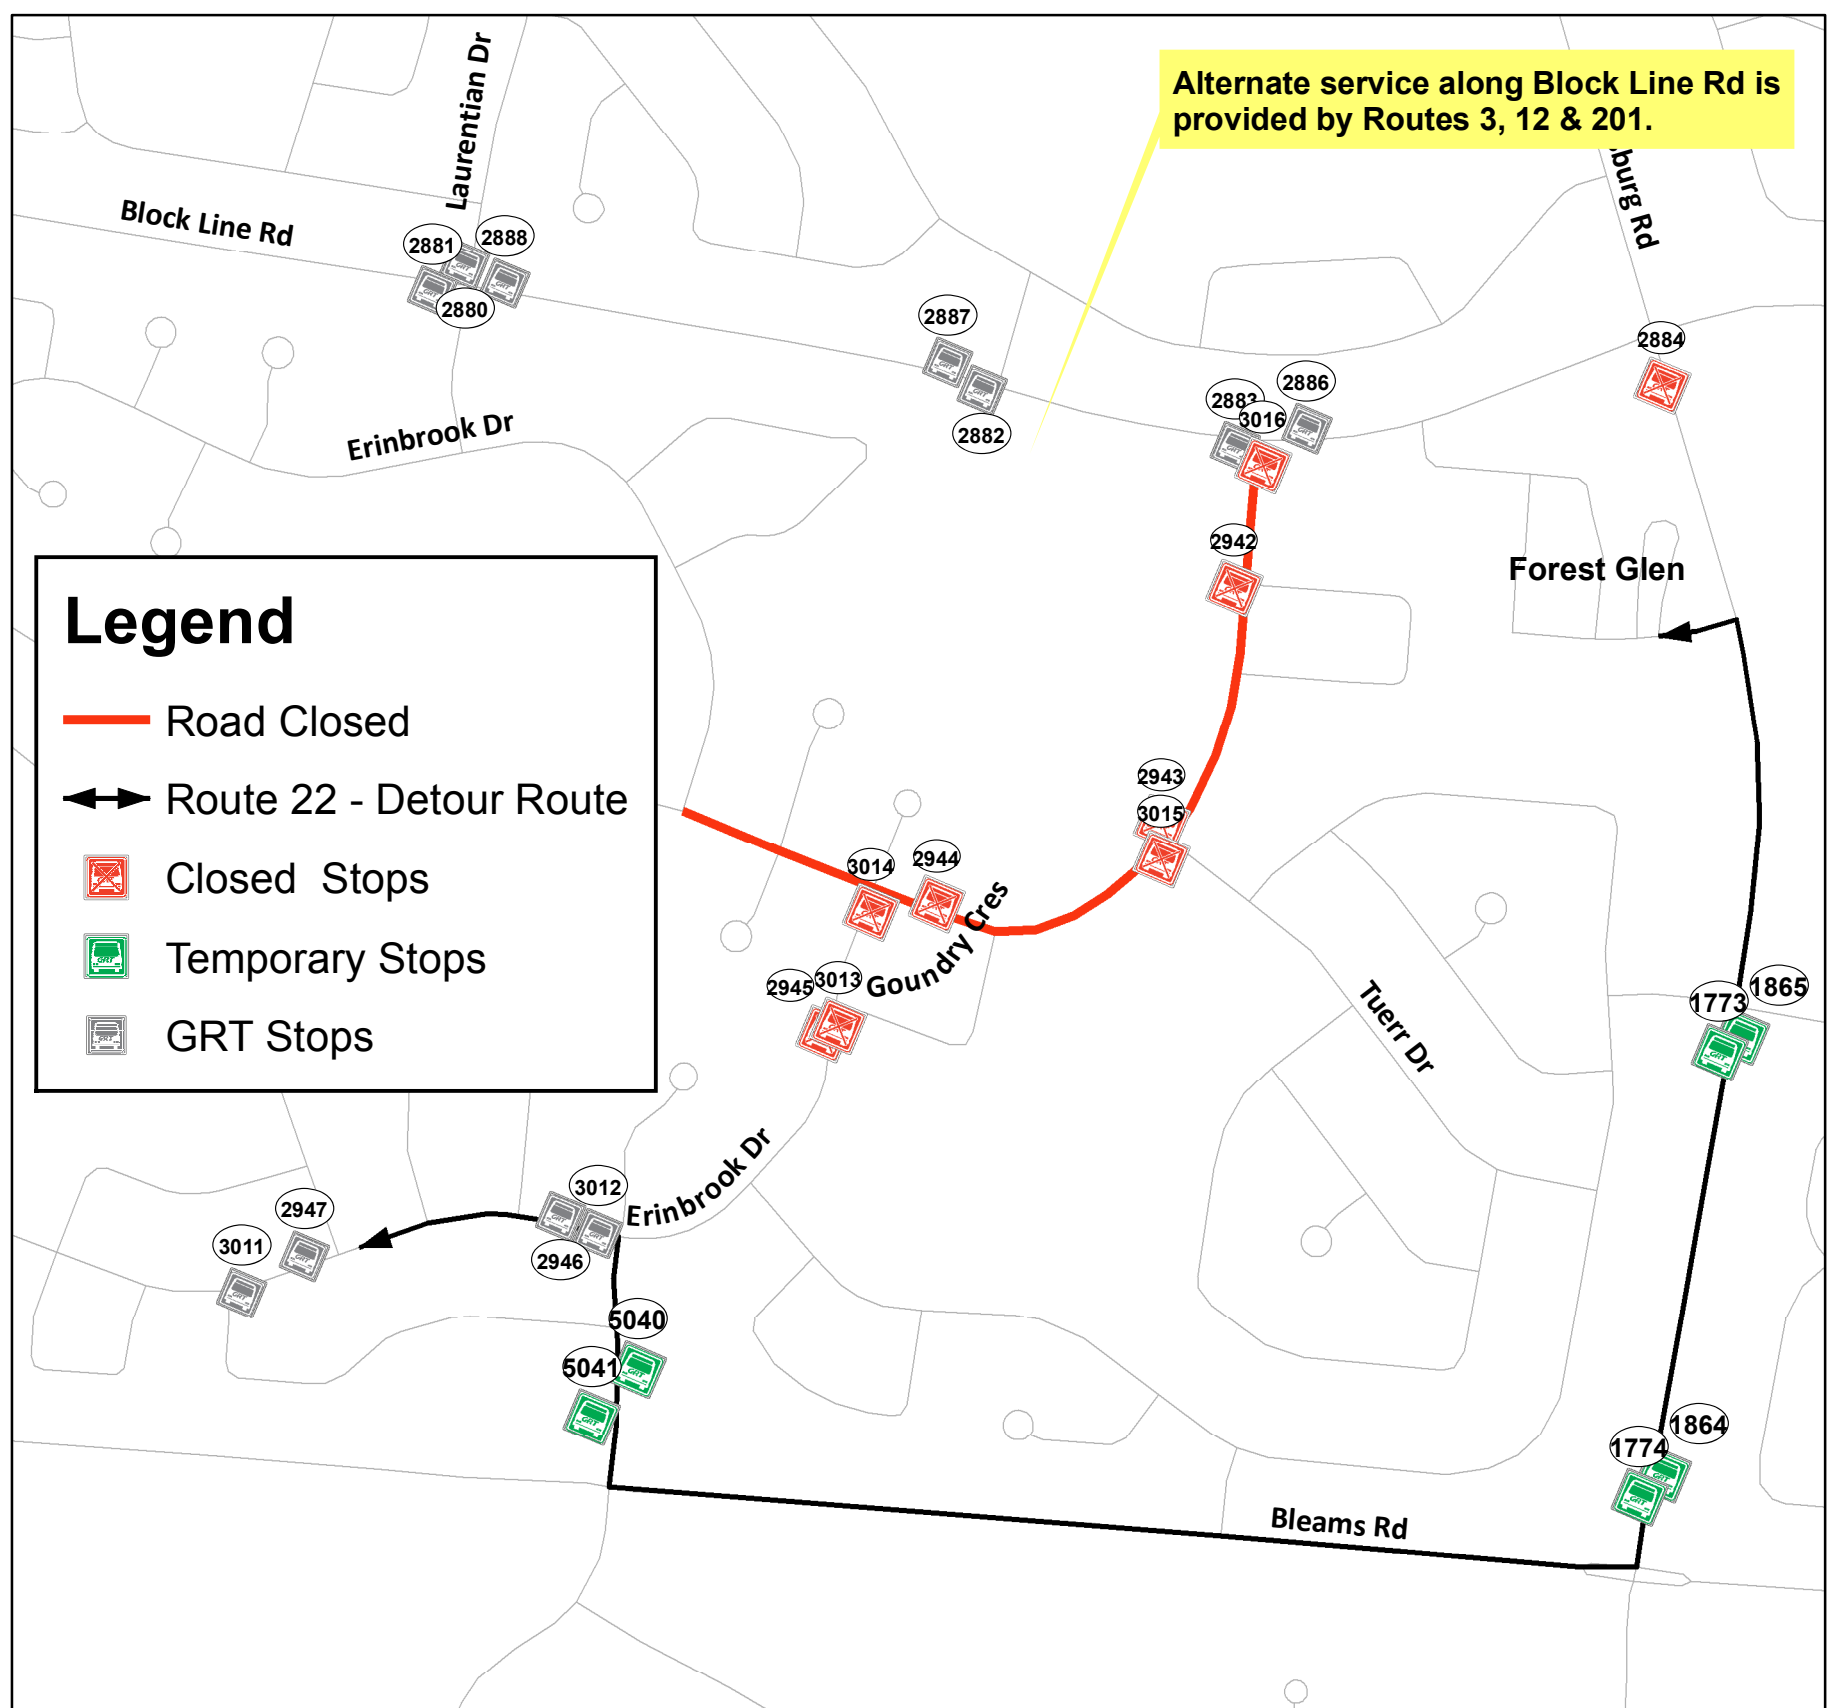 Alternate service along Block Line Rd is
provided by Routes 3, 12 & 201.
Laurentian Dr
Block Line Rd
2881
2888
2880
2887
2882
2884
2883
3016
2886
burg Rd
Erinbrook Dr
2942
Forest Glen
Legend
Road Closed
Route 22 - Detour Route
Closed Stops
Temporary Stops
GRT Stops
2943
3015
3014
2944
Goundry Cres
2945
3013
Tuerr Dr
1773
1865
Erinbrook Dr
3012
2946
2947
3011
5040
5041
1774
1864
Bleams Rd